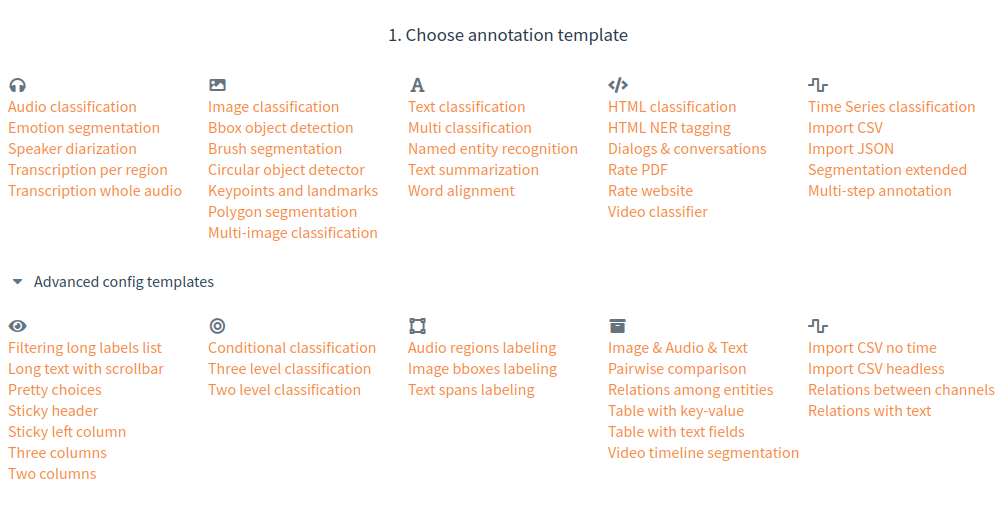 1. Choose annotation template
Audio classification
Emotion segmentation
Speaker diarization
Transcription per region
Transcription whole audio
Image classification
Bbox object detection
Brush segmentation
Circular object detector
Keypoints and landmarks
Polygon segmentation
Multi-image classification
Text classification
Multi classification
Named entity recognition
Text summarization
Word alignment
HTML classification
HTML NER tagging
Dialogs & conversations
Rate PDF
Rate website
Video classifier
Time Series classification
Import CSV
Import JSON
Segmentation extended
Multi-step annotation
Advanced config templates
Filtering long labels list
Long text with scrollbar
Pretty choices
Sticky header
Sticky left column
Three columns
Two columns
Conditional classification
Three level classification
Two level classification
Audio regions labeling
Image bboxes labeling
Text spans labeling
Image & Audio & Text
Pairwise comparison
Relations among entities
Table with key-value
Table with text fields
Video timeline segmentation
Import CSV no time
Import CSV headless
Relations between channels
Relations with text